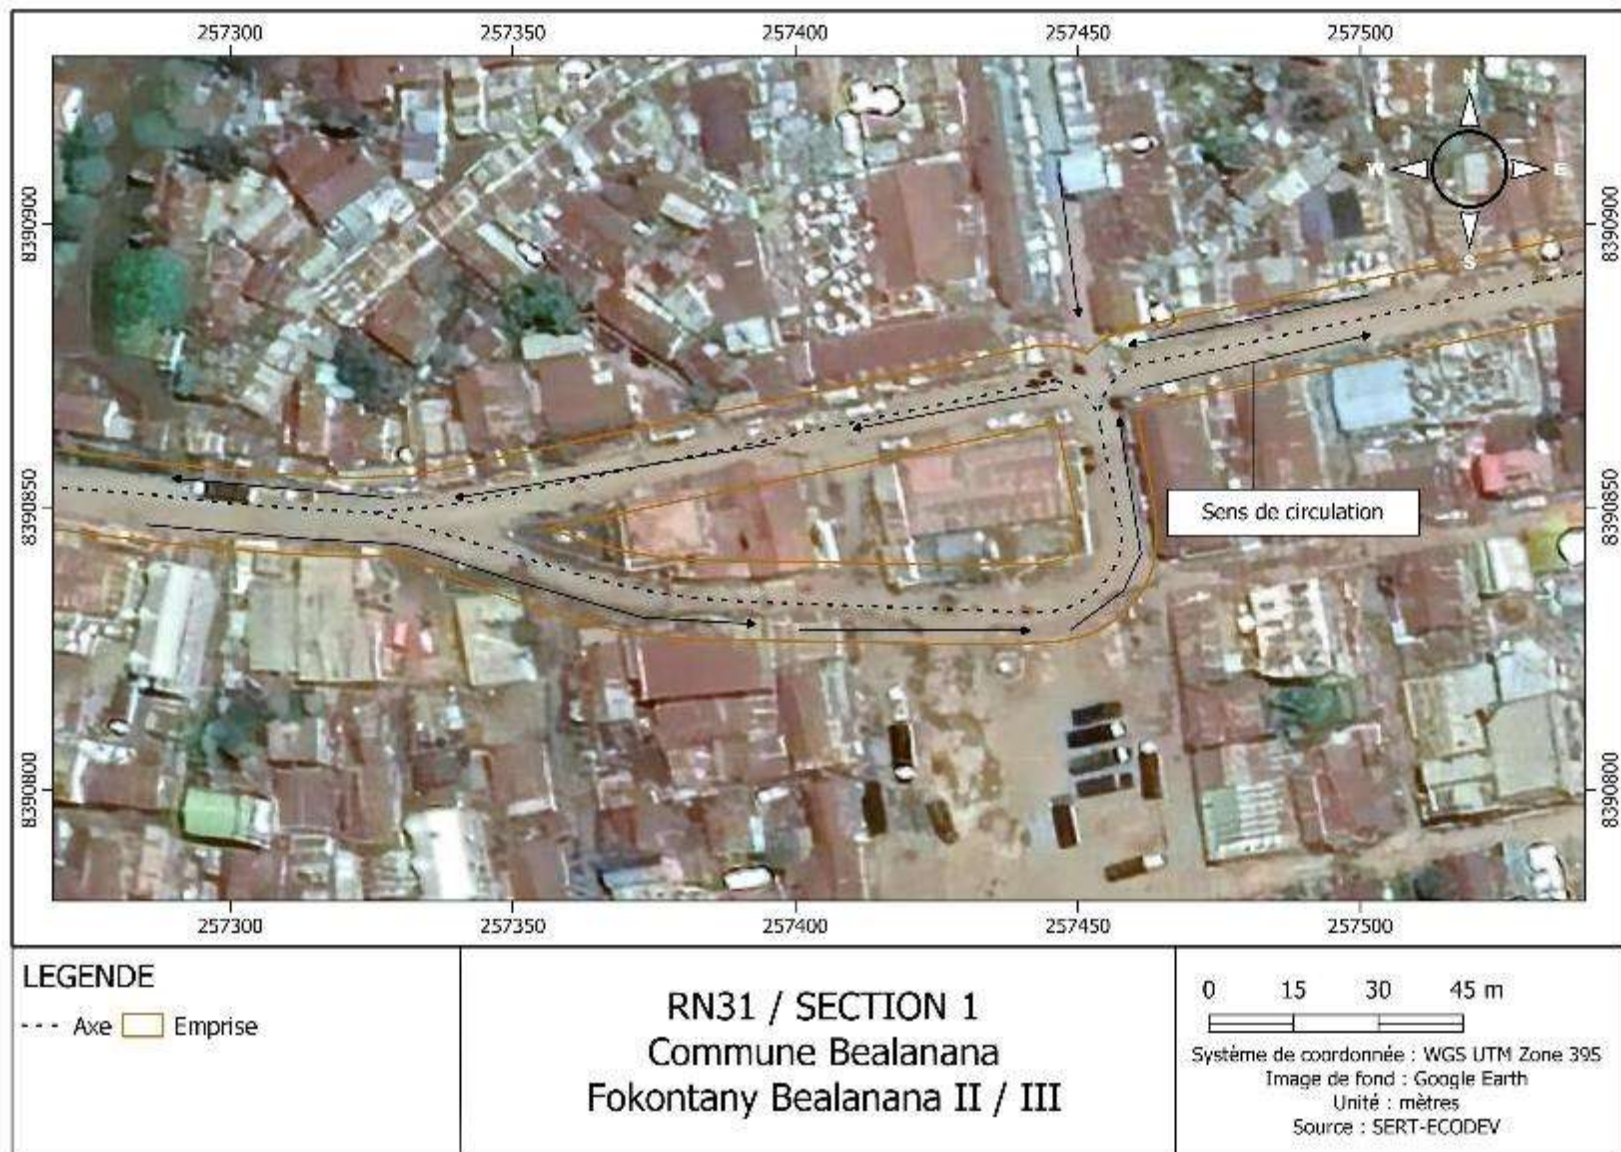 257300 257350 257400 257450 257500
N
W E
S
8390900 8390900
8390850 8390850
Sens de circulation
8390800 8390800
257300 257350 257400 257450 257500
LEGENDE
Axe Emprise
RN31 / SECTION 1
Commune Bealanana
Fokontany Bealanana II / III
0 15 30 45 m
Système de coordonnée : WGS UTM Zone 39S
Image de fond : Google Earth
Unité : mètres
Source : SERT-ECODEV